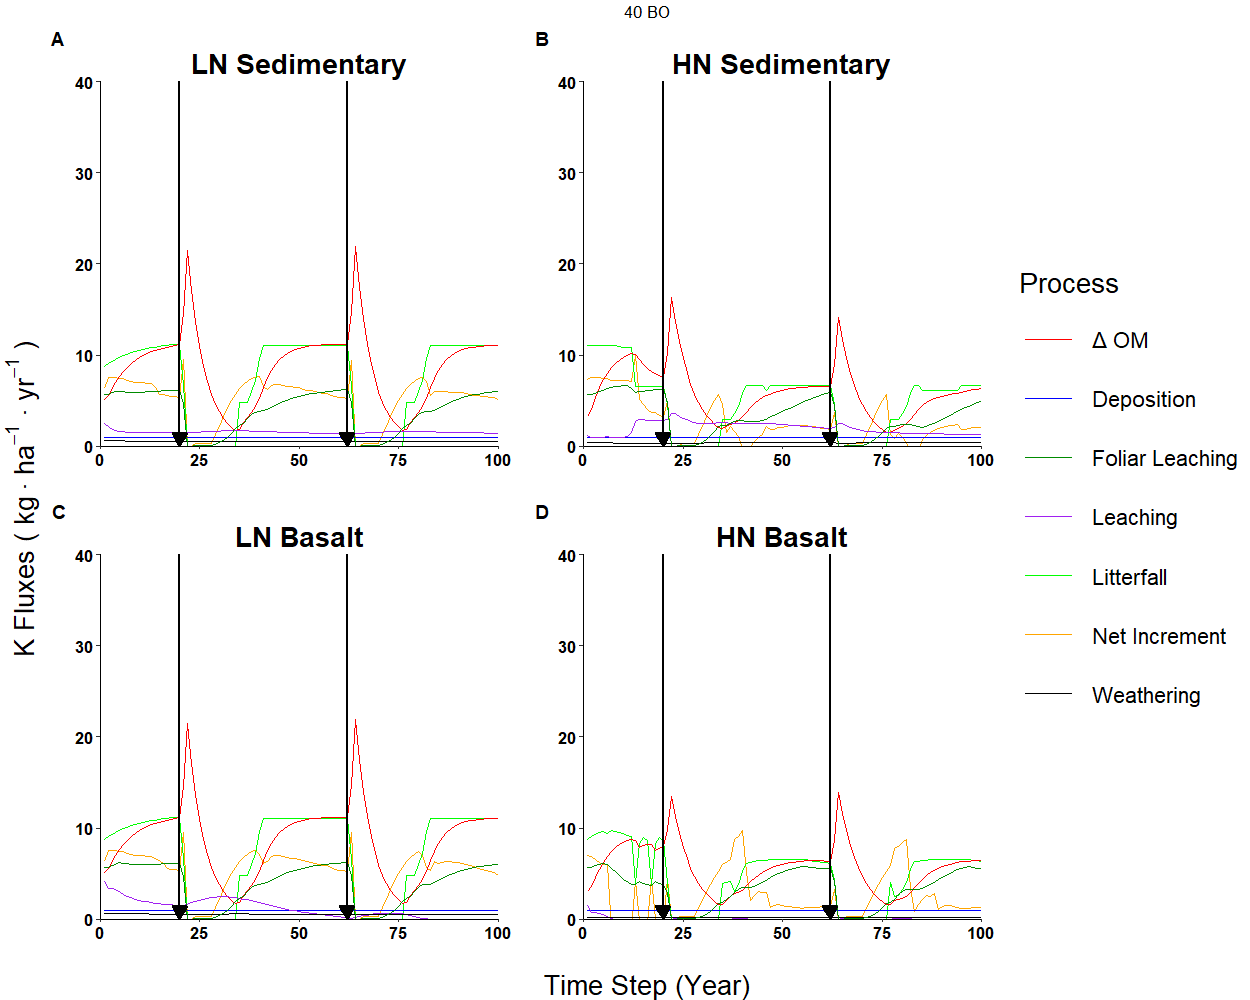 40 BO
A
B
LN Sedimentary
HN Sedimentary
40
30
20
10
0
0
25
50
75
100
40
30
20
10
0
0
25
50
75
100
C
D
LN Basalt
HN Basalt
40
30
20
10
0
0
25
50
75
100
40
30
20
10
0
0
25
50
75
100
K Fluxes ( kg · ha⁻¹ · yr⁻¹ )
Time Step (Year)
Process
Δ OM
Deposition
Foliar Leaching
Leaching
Litterfall
Net Increment
Weathering